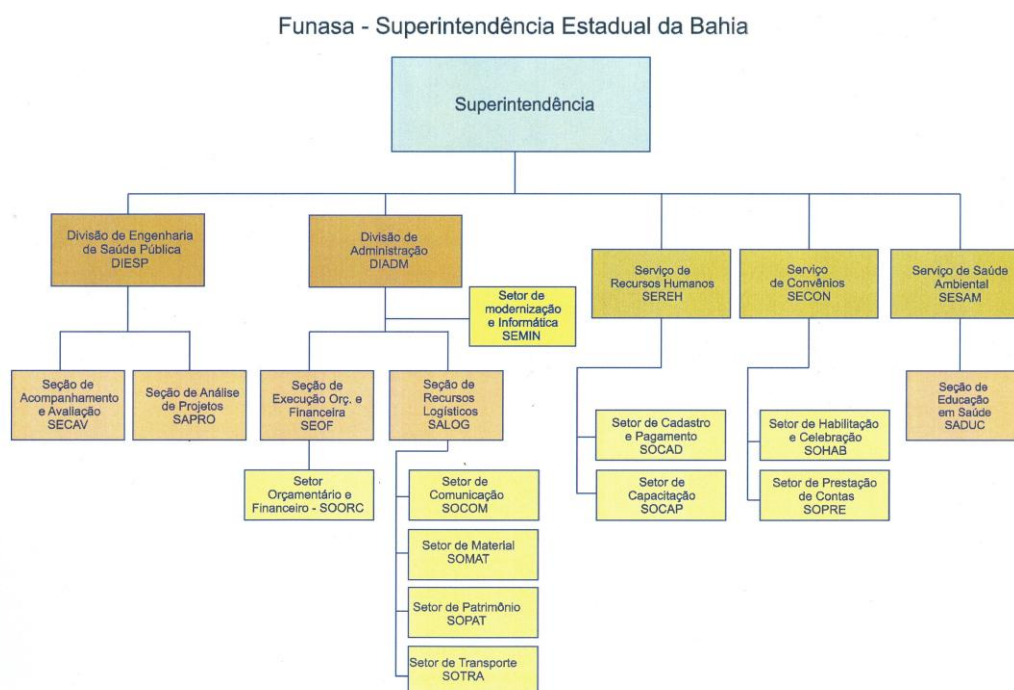 Funasa - Superintendência Estadual da Bahia
Superintendência
Divisão de Engenharia
de Saúde Pública
DIESP
Divisão de
Administração
DIADM
Serviço de
Recursos Humanos
SEREH
Serviço
de Convênios
SECON
Serviço de Saúde
Ambiental
SESAM
Setor de
modernização
e Informática
SEMIN
Seção de
Acompanhamento
e Avaliação
SECAV
Seção de Análise
de Projetos
SAPRO
Seção de
Execução Orç. e
Financeira
SEOF
Seção de
Recursos
Logísticos
SALOG
Seção de
Educação
em Saúde
SADUC
Setor de Cadastro
e Pagamento
SOCAD
Setor de Habilitação
e Celebração
SOHAB
Setor
Orçamentário e
Financeiro - SOORC
Setor de
Comunicação
SOCOM
Setor de
Capacitação
SOCAP
Setor de Prestação
de Contas
SOPRE
Setor de Material
SOMAT
Setor de Patrimônio
SOPAT
Setor de Transporte
SOTRA